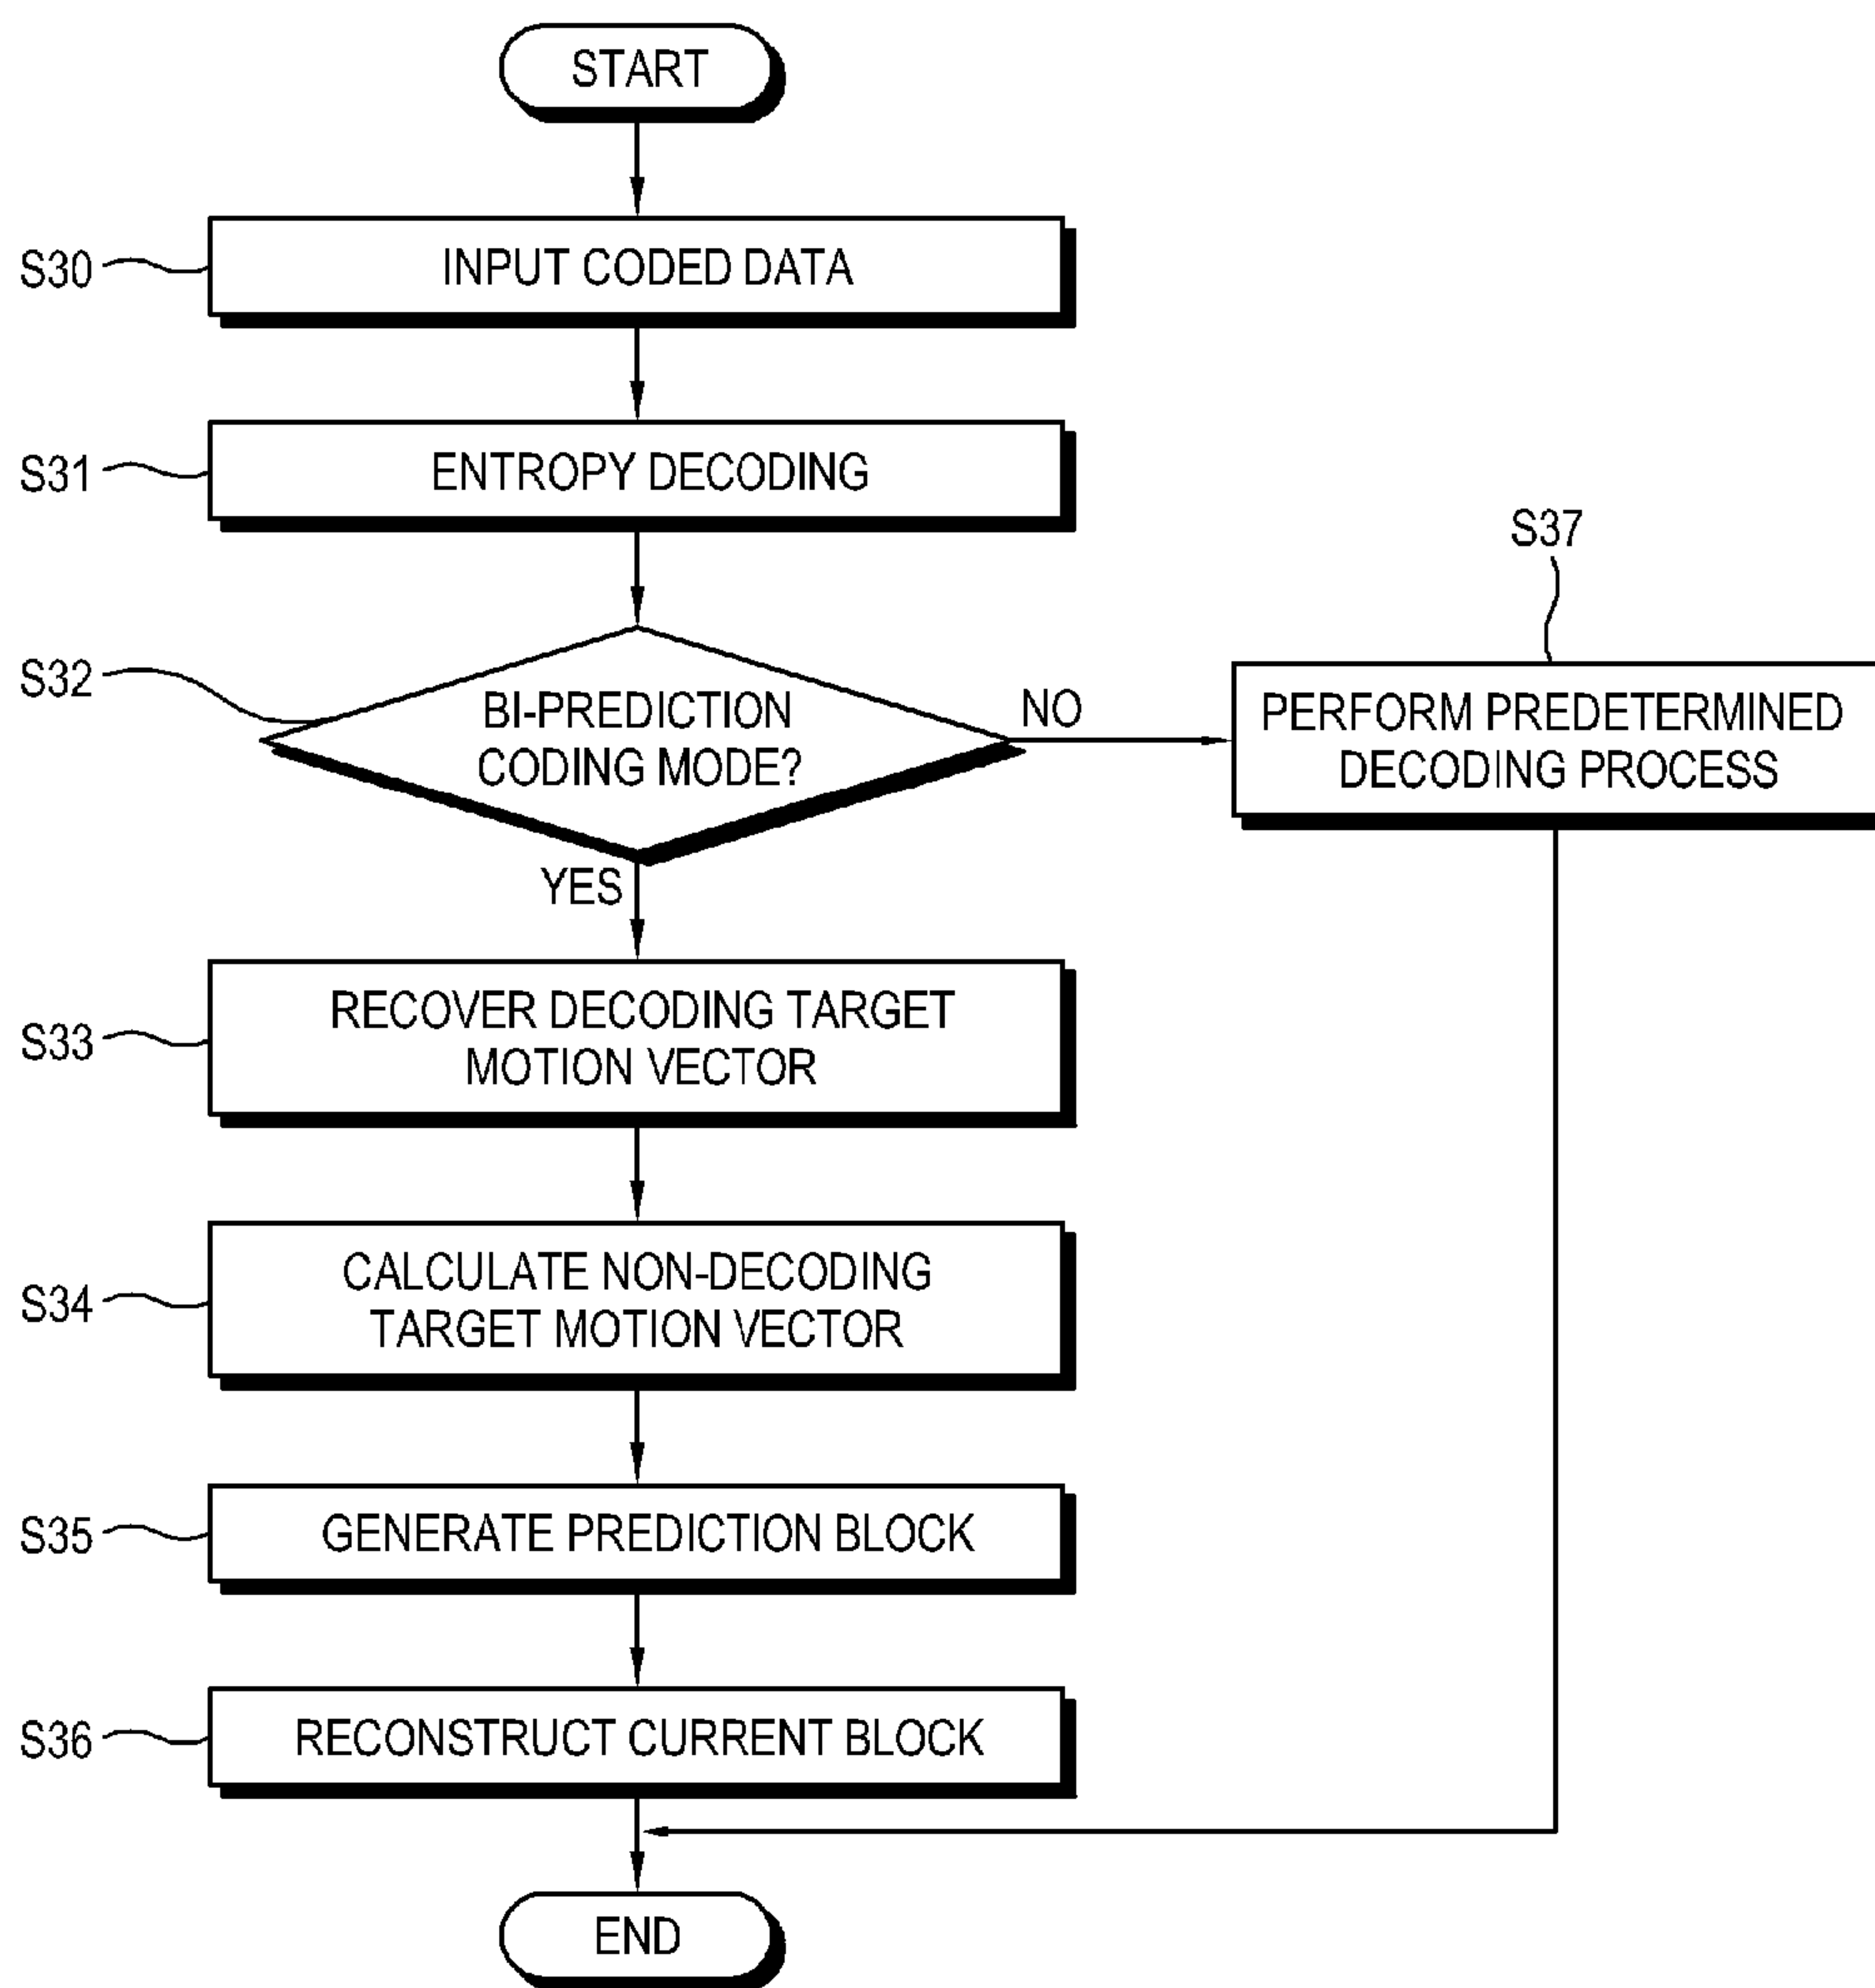 START
S30
INPUT CODED DATA
S31
ENTROPY DECODING
S32
BI-PREDICTION
CODING MODE?
NO
S37
PERFORM PREDETERMINED
DECODING PROCESS
YES
S33
RECOVER DECODING TARGET
MOTION VECTOR
S34
CALCULATE NON-DECODING
TARGET MOTION VECTOR
S35
GENERATE PREDICTION BLOCK
S36
RECONSTRUCT CURRENT BLOCK
END